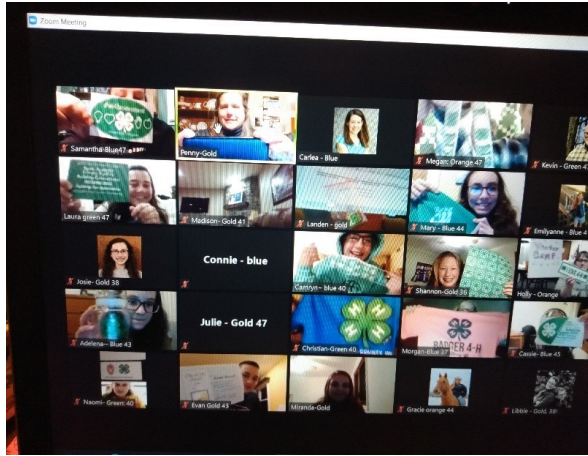 Zoom Meeting
Samantha-Blue47
Penny-Gold
Carlea - Blue
Megan: Orange 47
Kevin - Green 47
Laura green 47
Madison- Gold 41
Landen - gold
Mary - Blue 44
Emilyanne - Blue 4
Josie- Gold 38
Connie - blue
Camryn~ blue 40
Shannon-Gold 36
CAMP
Holly - Orange
Adelena~- Blue 43
Julie - Gold 47
Christian-Green 40
BADGER 4-H
Morgan-Blue 37
Cassie- Blue 45
Naomi- Green: 40
Evan Gold 43
Miranda-Gold
Gracie orange 44
Libbie - Gold, 38!